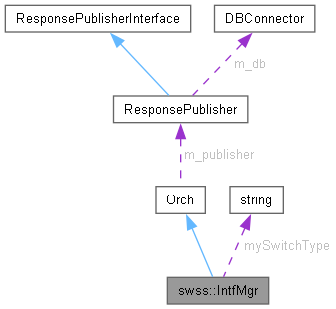 ResponsePublisherInterface DBConnector
m_db
ResponsePublisher
m_publisher
Orch string
mySwitchType
swss::IntfMgr